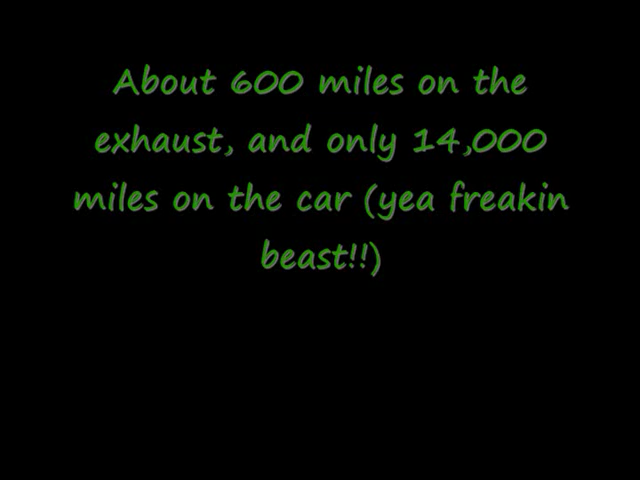 About 600 miles on the
exhaust, and only 14,000
miles on the car (yea freakin
beast!!)